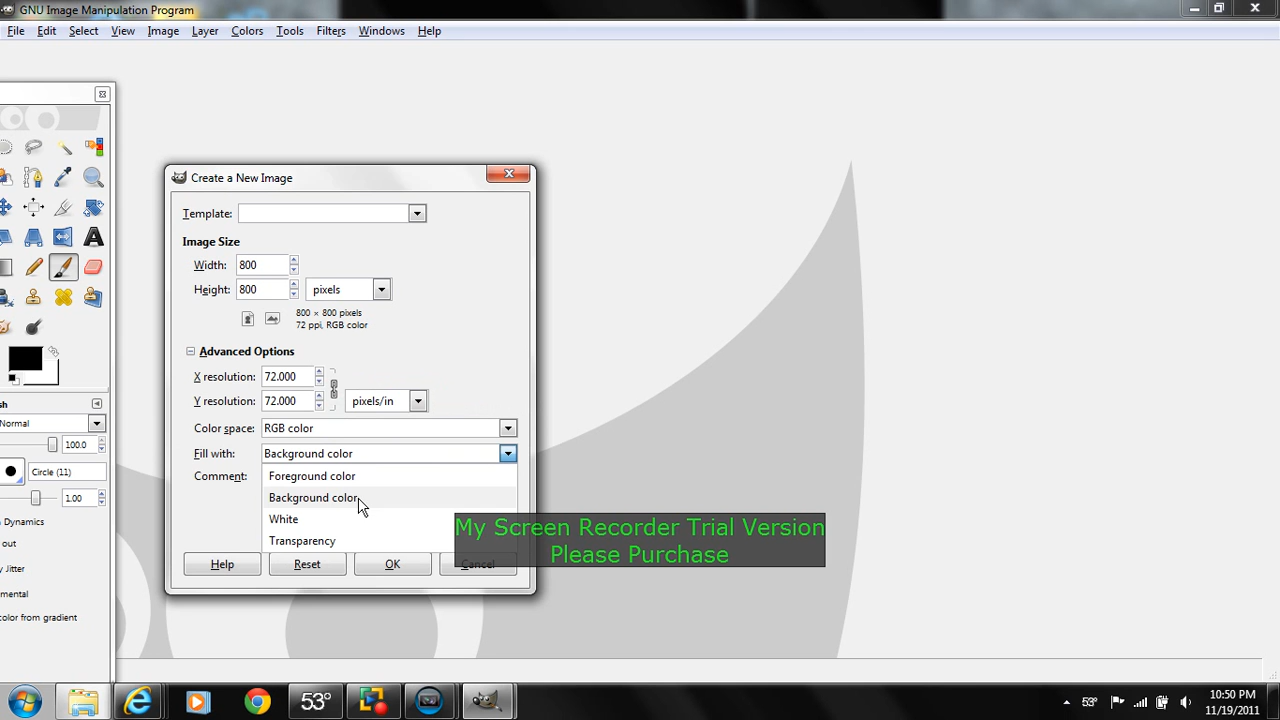 GNU Image Manipulation Program
File Edit Select View Image Layer Colors Tools Filters Windows Help
Create a New Image
Template:
Image Size
Width: 800
Height: 800 pixels
800 × 800 pixels
72 ppi, RGB color
Advanced Options
X resolution: 72.000
Y resolution: 72.000 pixels/in
Color space: RGB color
Fill with: Background color
Comment: Foreground color
Background color
White
Transparency
Help Reset OK Cancel
My Screen Recorder Trial Version
Please Purchase
sh
Normal
100.0
Circle (11)
1.00
Dynamics
out
Jitter
mental
color from gradient
53°
53°
10:50 PM
11/19/2011